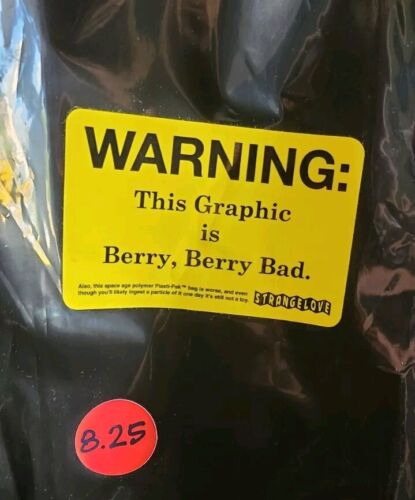 WARNING:
This Graphic
is
Berry, Berry Bad.
Also, this space age polymer Plasti-Pak™ bag is worse, and even
though you'll likely ingest a particle of it one day it's still not a toy.
STRANGELOVE
8.25